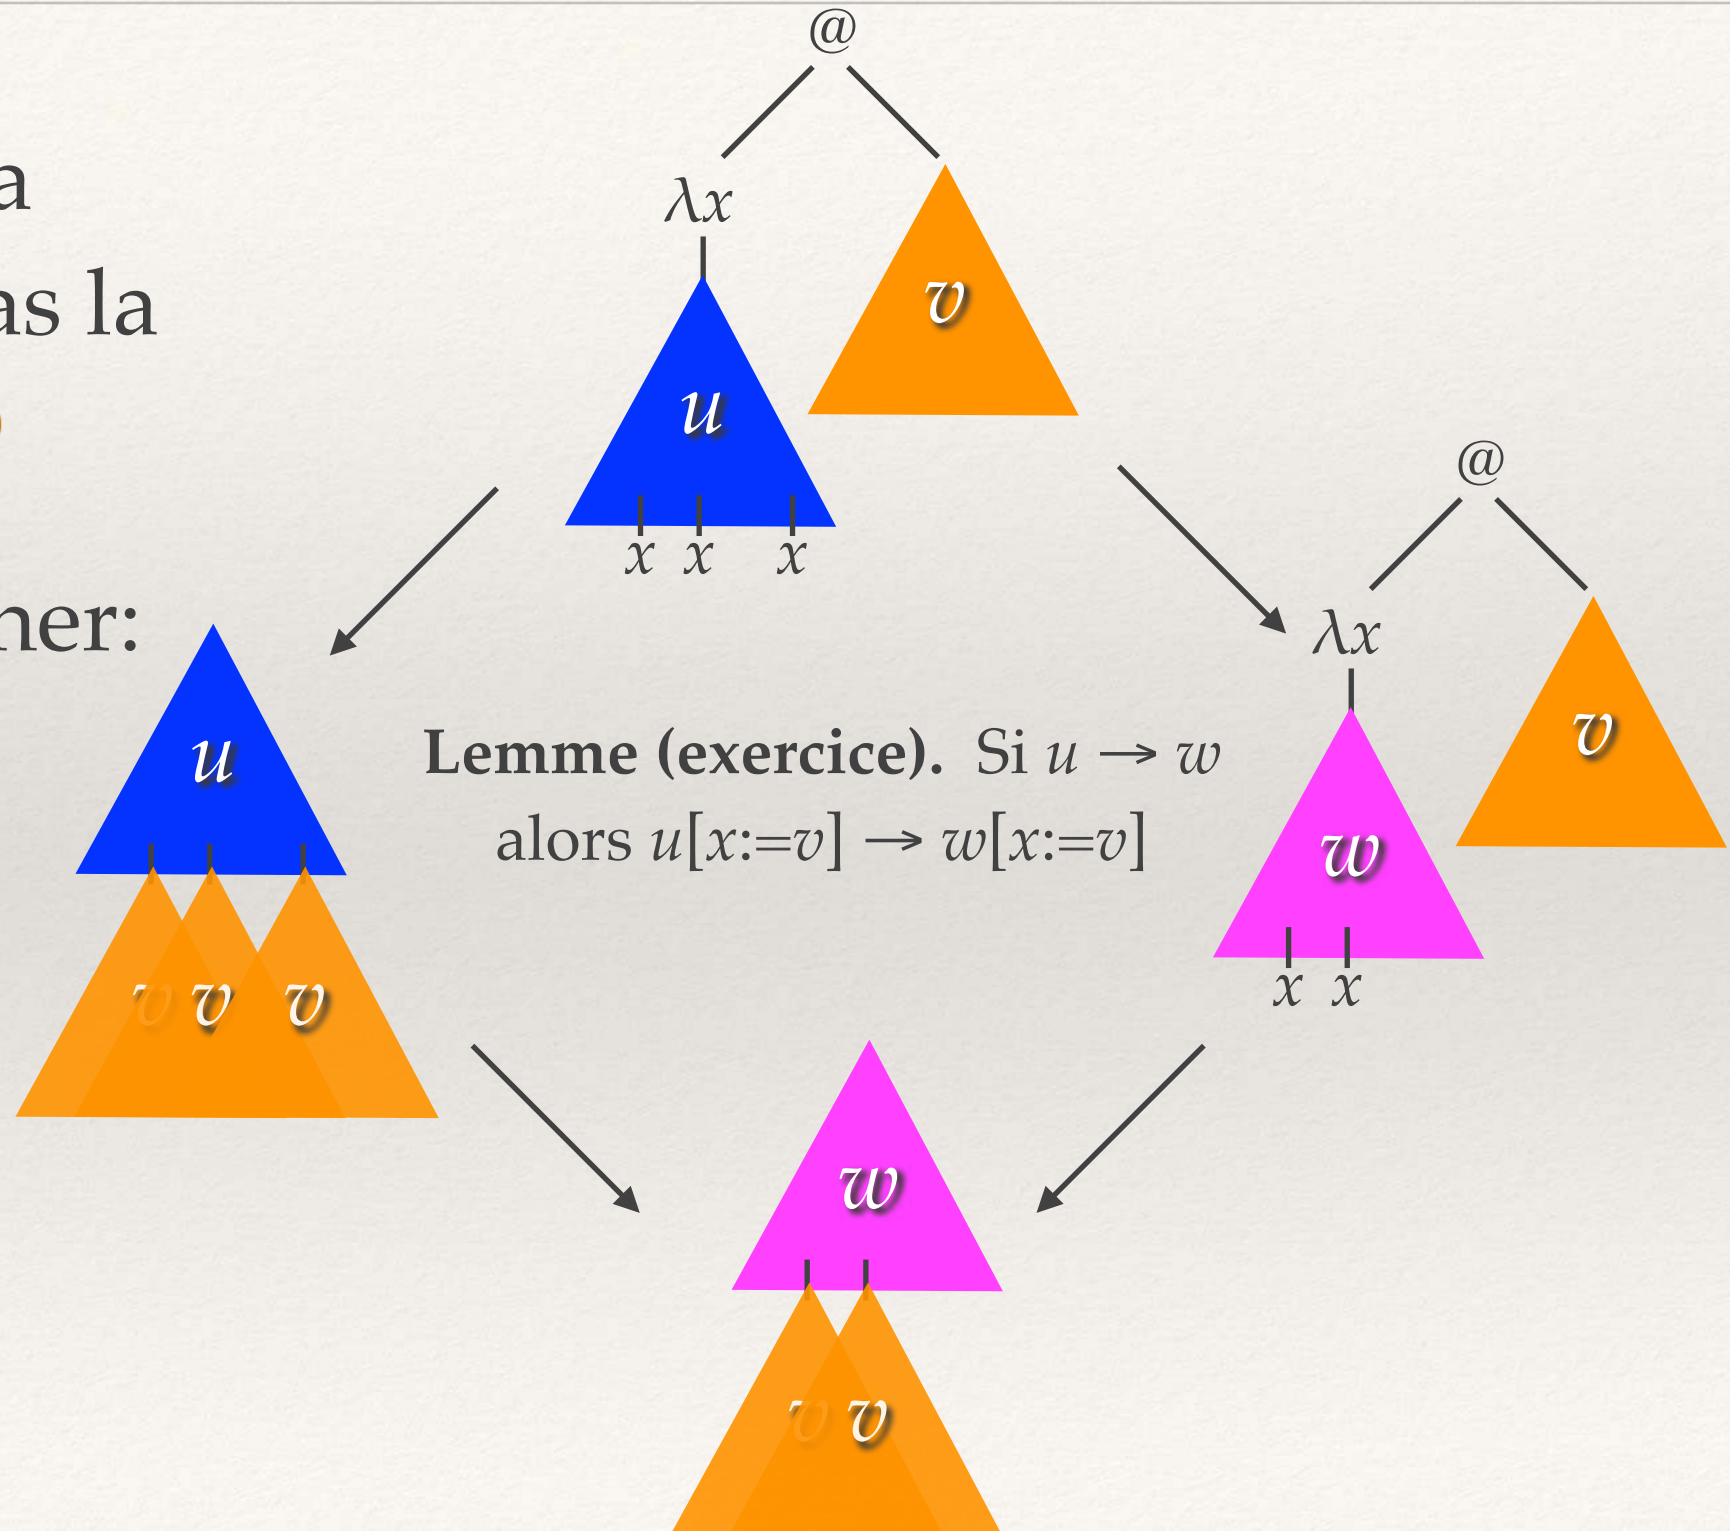 @
a
λx
v
as la
u
@
x x x
λx
ner:
v
u
Lemme (exercice). Si u → w
alors u[x:=v] → w[x:=v]
w
x x
v v v
w
v v